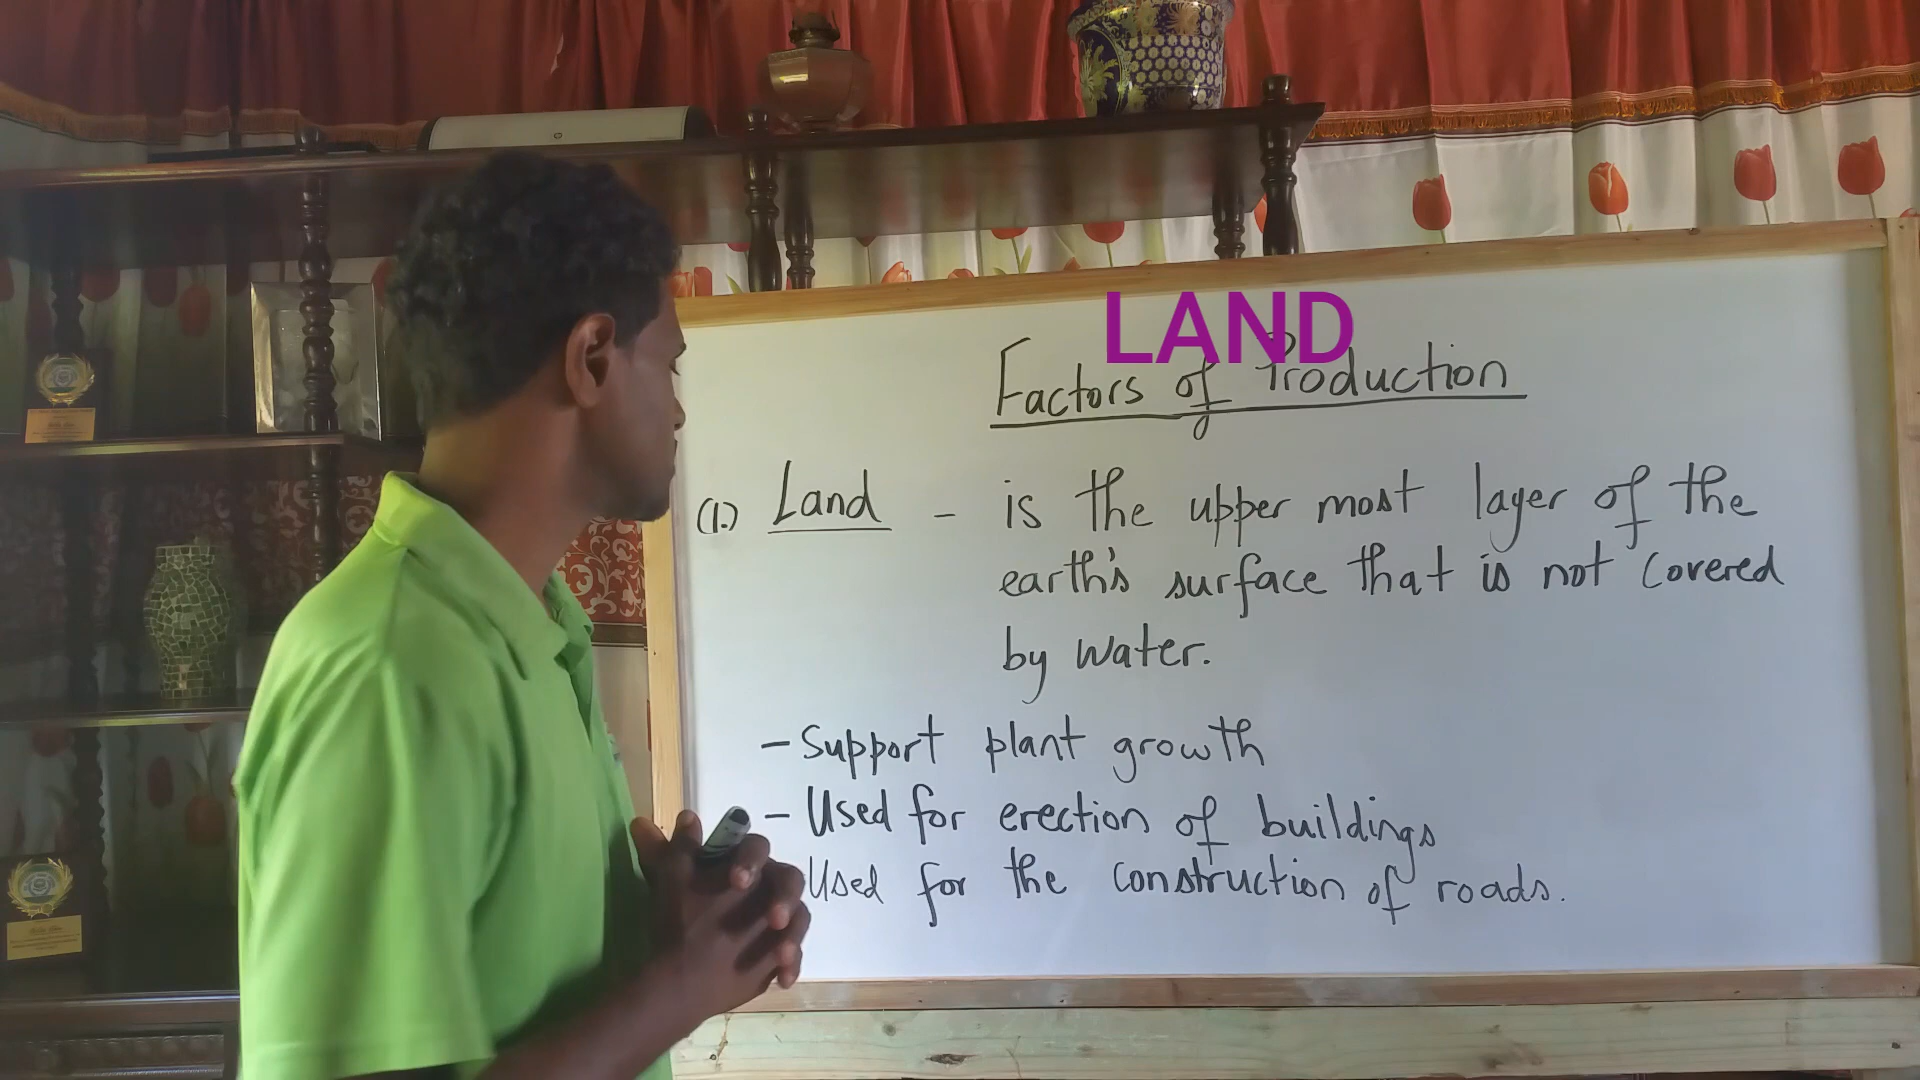 LAND
Factors of Production
(1.) Land - is the upper most layer of the
earth's surface that is not covered
by water.
- Support plant growth
- Used for erection of buildings
Used for the construction of roads.